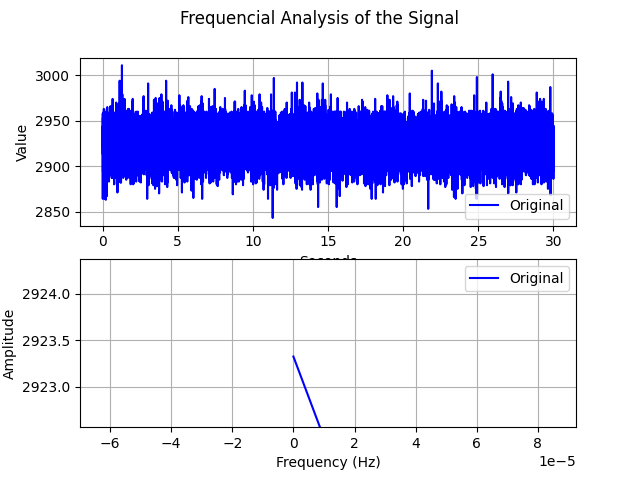 Frequencial Analysis of the Signal
3000
2950
2900
2850
Value
Original
0 5 10 15 20 25 30
Seconds
2924.0
2923.5
2923.0
Amplitude
Original
−6 −4 −2 0 2 4 6 8
1e−5
Frequency (Hz)